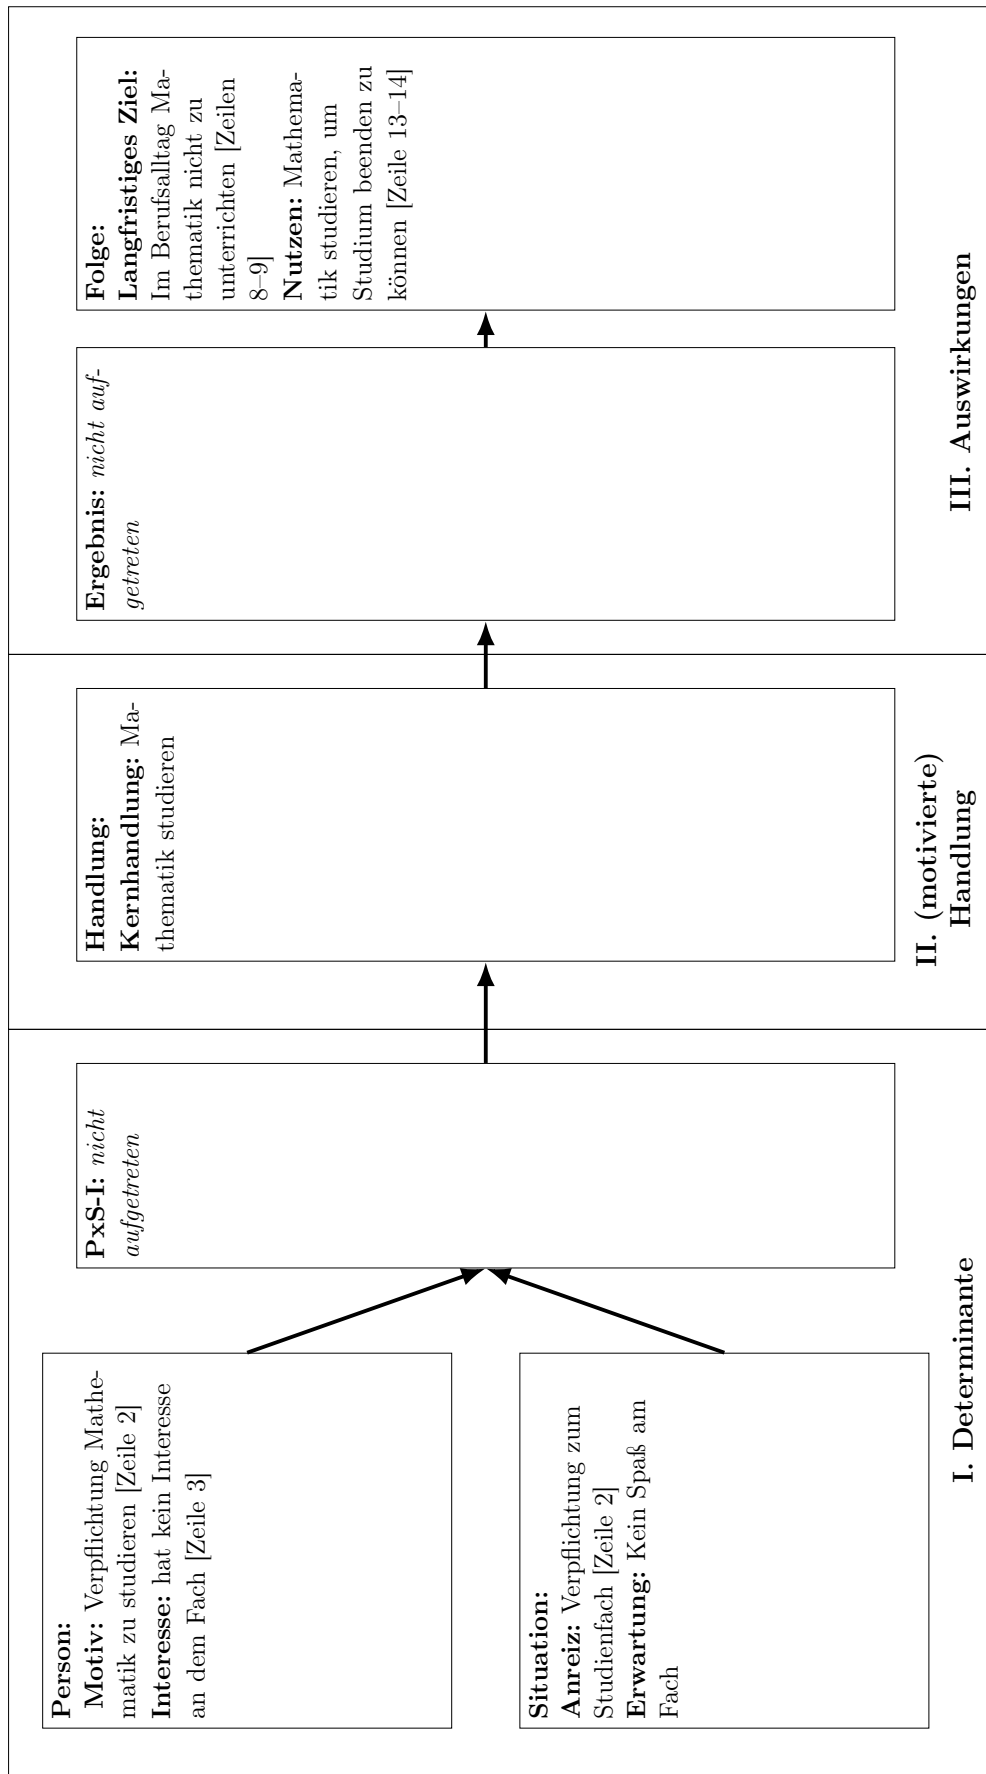 Person:
Motiv: Verpflichtung Mathe-
matik zu studieren [Zeile 2]
Interesse: hat kein Interesse
an dem Fach [Zeile 3]
Situation:
Anreiz: Verpflichtung zum
Studienfach [Zeile 2]
Erwartung: Kein Spaß am
Fach
PxS-I: nicht
aufgetreten
I. Determinante
Handlung:
Kernhandlung: Ma-
thematik studieren
II. (motivierte)
Handlung
Ergebnis: nicht auf-
getreten
Folge:
Langfristiges Ziel:
Im Berufsalltag Ma-
thematik nicht zu
unterrichten [Zeilen
8–9]
Nutzen: Mathema-
tik studieren, um
Studium beenden zu
können [Zeile 13–14]
III. Auswirkungen